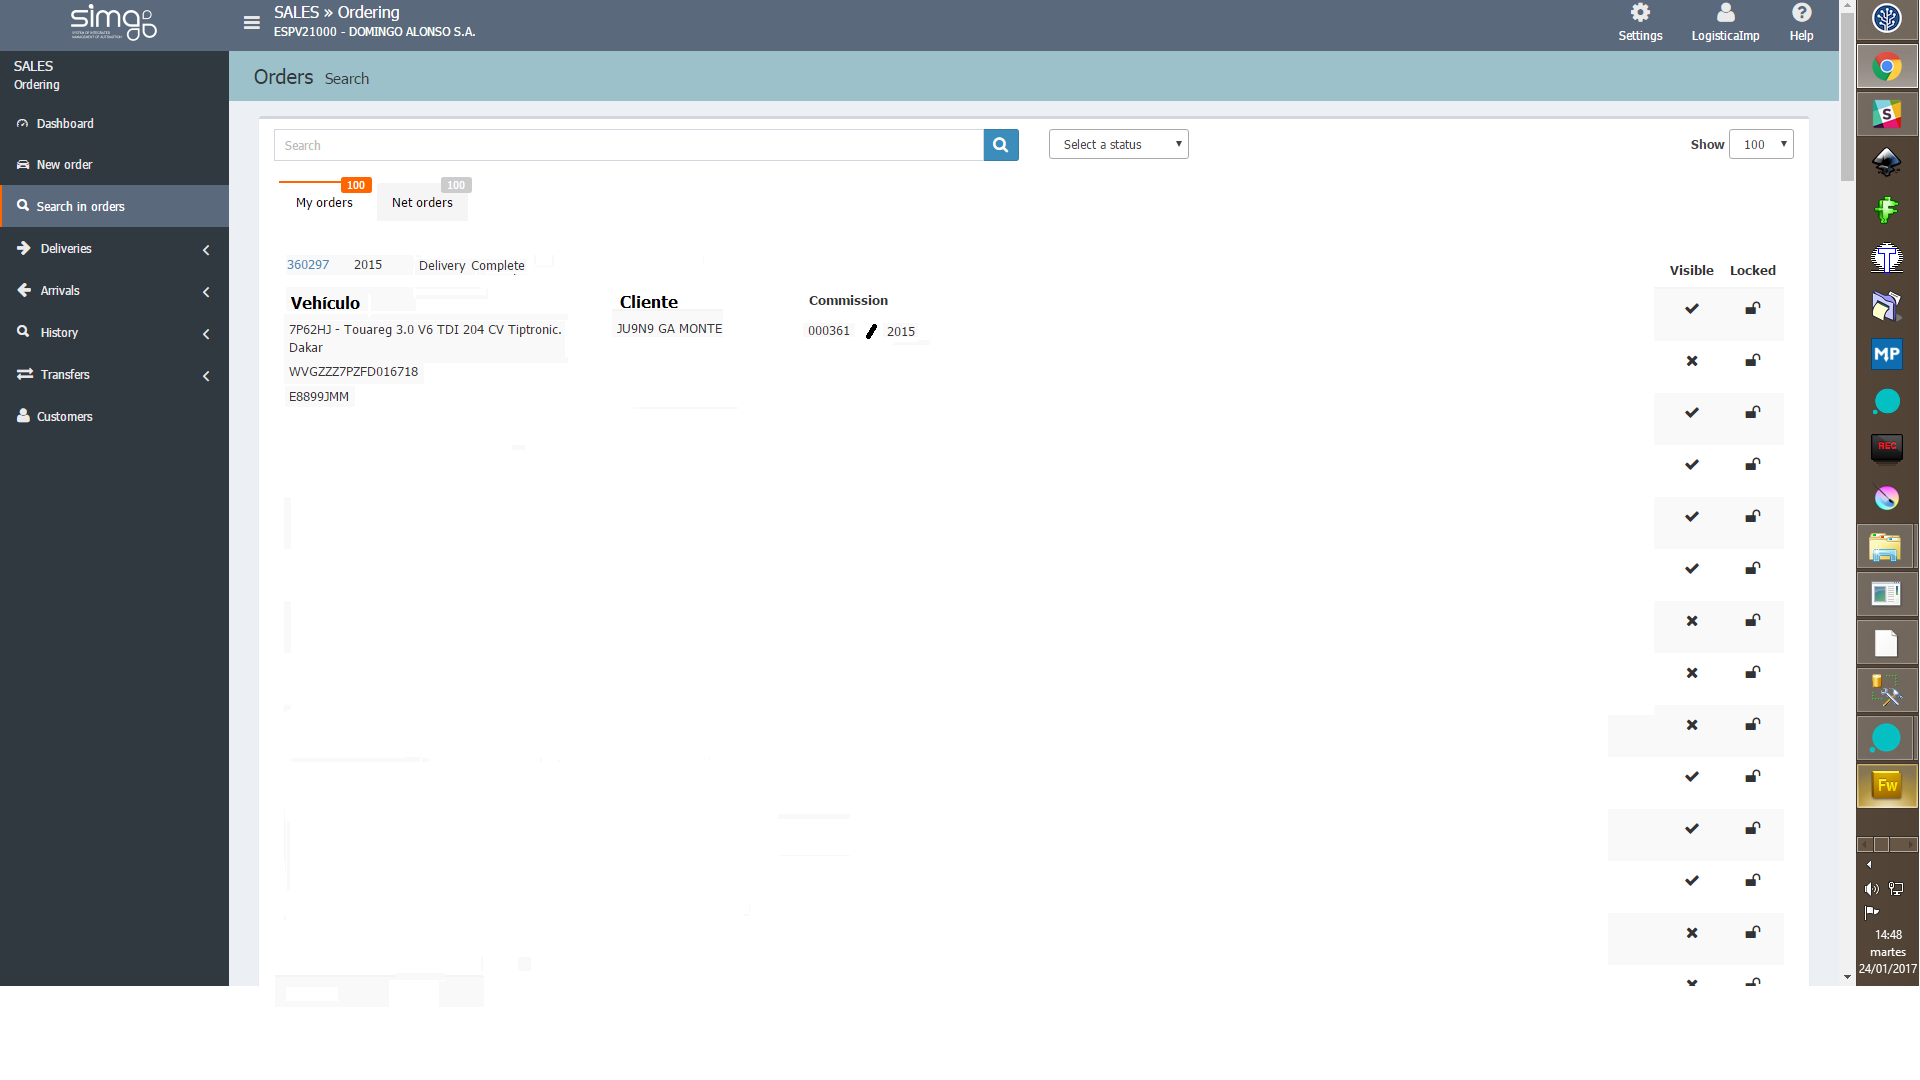 simgo
SALES » Ordering
ESPV21000 - DOMINGO ALONSO S.A.
Settings
LogisticaImp
Help
SALES
Ordering
Dashboard
New order
Search in orders
Deliveries
Arrivals
History
Transfers
Customers
Orders Search
Search
Select a status
Show 100
100
My orders
100
Net orders
360297 2015 Delivery Complete
Visible Locked
Vehículo
Cliente
Commission
7P62HJ - Touareg 3.0 V6 TDI 204 CV Tiptronic.
Dakar
JU9N9 GA MONTE
000361 / 2015
WVGZZZ7PZFD016718
E8899JMM
S
T
MP
REC
Fw
14:48
martes
24/01/2017